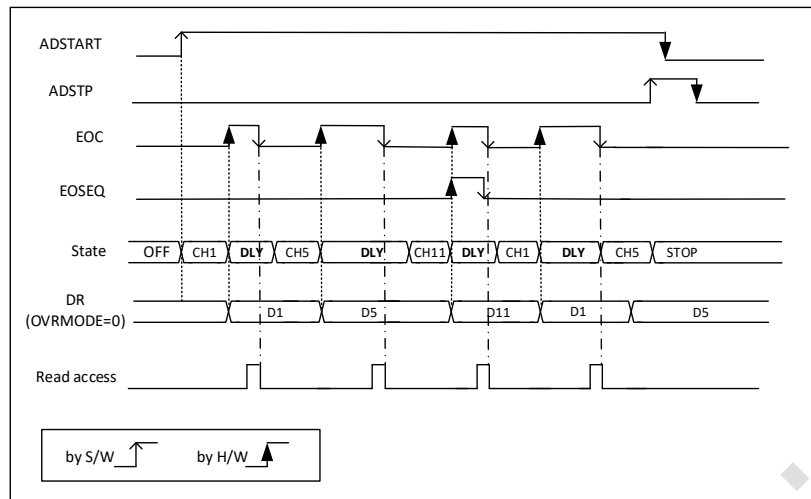 ADSTART
ADSTP
EOC
EOSEQ
State OFF CH1 DLY CH5 DLY CH11 DLY CH1 DLY CH5 STOP
DR
(OVRMODE=0) D1 D5 D11 D1 D5
Read access
by S/W by H/W